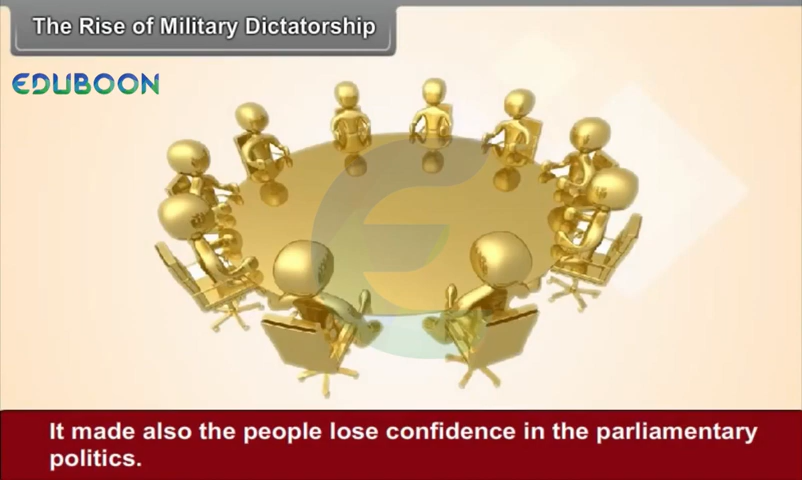 The Rise of Military Dictatorship
EDUBOON
It made also the people lose confidence in the parliamentary
politics.